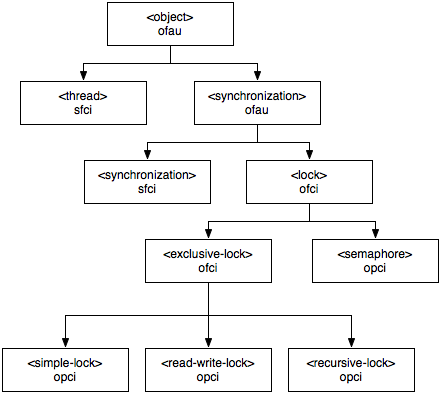 <object>
ofau
<thread>
sfci
<synchronization>
ofau
<synchronization>
sfci
<lock>
ofci
<exclusive-lock>
ofci
<semaphore>
opci
<simple-lock>
opci
<read-write-lock>
opci
<recursive-lock>
opci